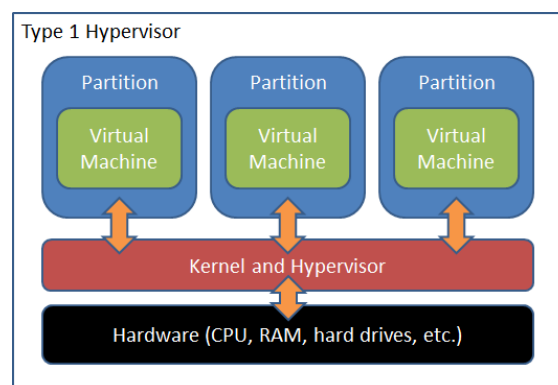 Type 1 Hypervisor
Partition
Virtual
Machine
Partition
Virtual
Machine
Partition
Virtual
Machine
Kernel and Hypervisor
Hardware (CPU, RAM, hard drives, etc.)